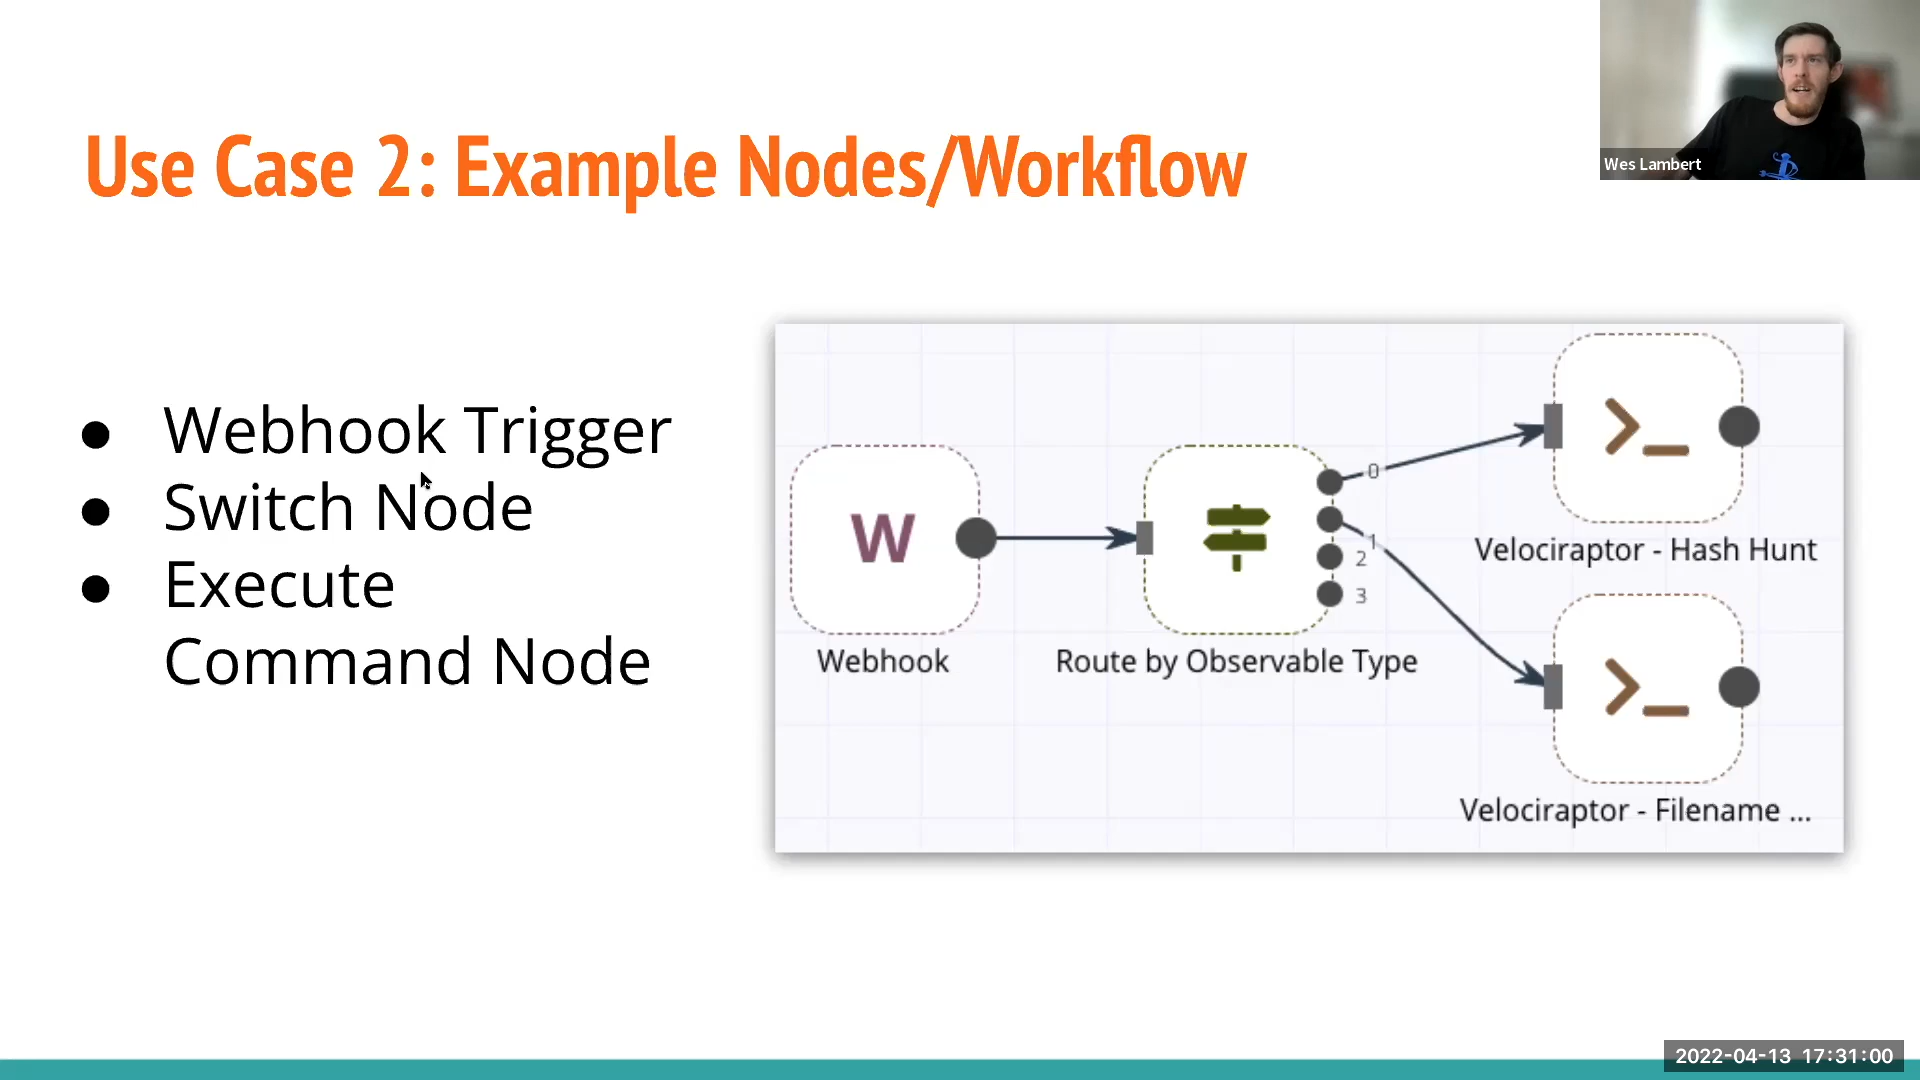 Wes Lambert
Use Case 2: Example Nodes/Workflow
● Webhook Trigger
● Switch Node
● Execute
Command Node
W
Webhook
Route by Observable Type
0
1
2
3
Velociraptor - Hash Hunt
Velociraptor - Filename ...
2022-04-13 17:31:00